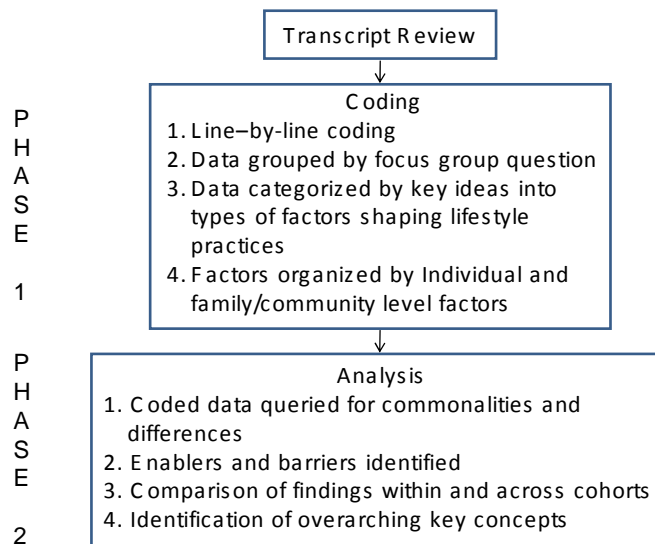 Transcript Review
P
H
A
S
E
1
Coding
1. Line–by-line coding
2. Data grouped by focus group question
3. Data categorized by key ideas into
types of factors shaping lifestyle
practices
4. Factors organized by Individual and
family/community level factors
P
H
A
S
E
2
Analysis
1. Coded data queried for commonalities and
differences
2. Enablers and barriers identified
3. Comparison of findings within and across cohorts
4. Identification of overarching key concepts